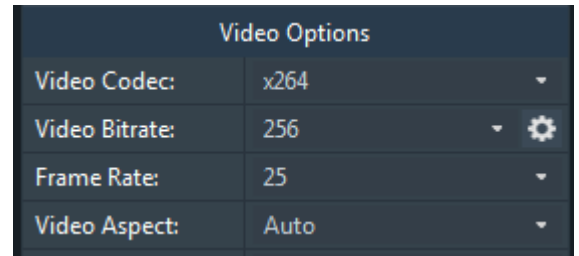 Video Options
Video Codec: x264
Video Bitrate: 256
Frame Rate: 25
Video Aspect: Auto